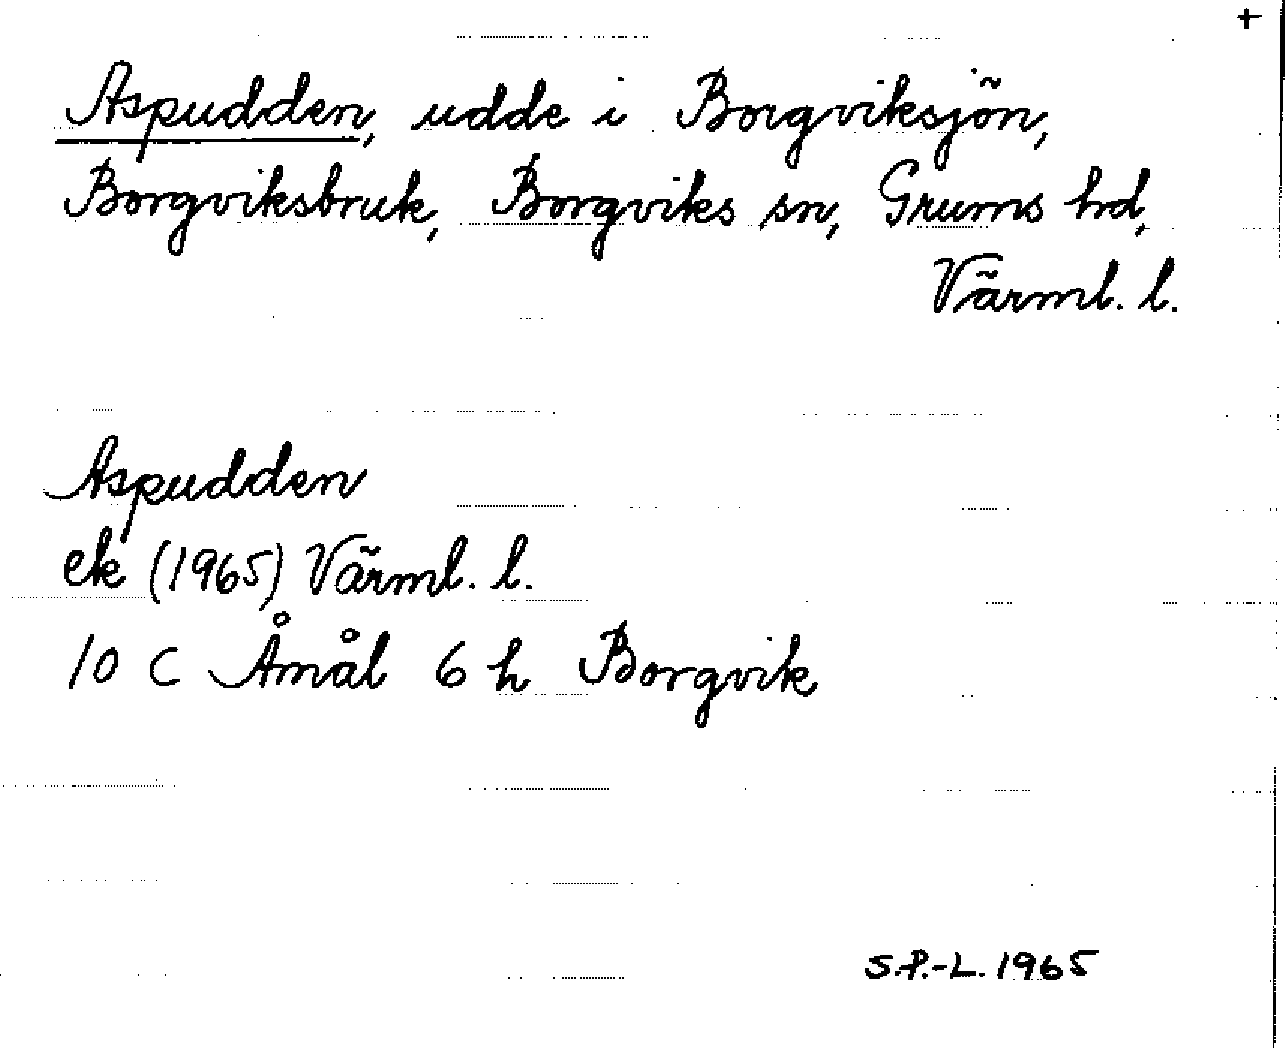 +
Aspudden, udde i Borgviksjön,
Borgviksbruk, Borgviks sn, Grums hd,
Värml. l.
Aspudden
ek (1965) Värml. l.
10 C Åmål 6 h Borgvik
S.P.-L. 1965